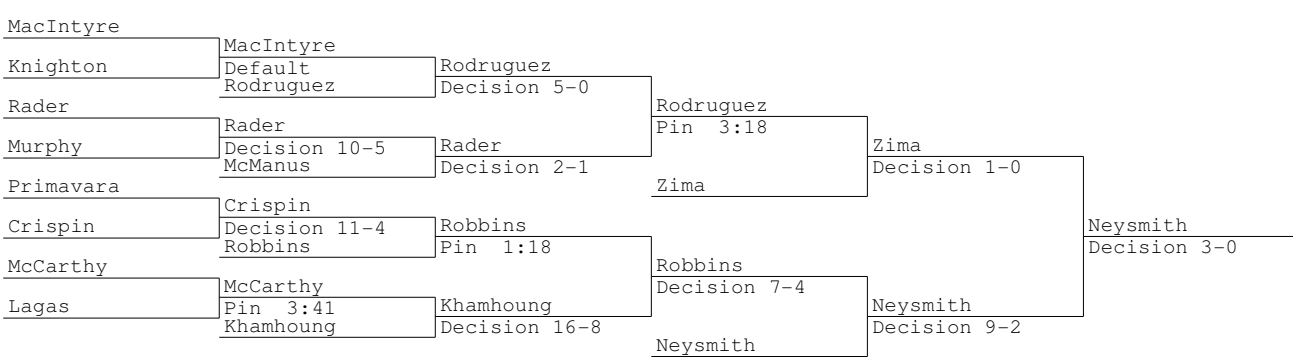 MacIntyre
MacIntyre
Knighton
Default
Rodruguez
Rodruguez
Decision 5-0
Rader
Rodruguez
Rader
Pin 3:18
Murphy
Decision 10-5
Rader
Zima
McManus
Decision 2-1
Decision 1-0
Primavara
Zima
Crispin
Crispin
Decision 11-4
Robbins
Neysmith
Robbins
Pin 1:18
Decision 3-0
McCarthy
Robbins
McCarthy
Decision 7-4
Lagas
Pin 3:41
Khamhoung
Neysmith
Khamhoung
Decision 16-8
Decision 9-2
Neysmith